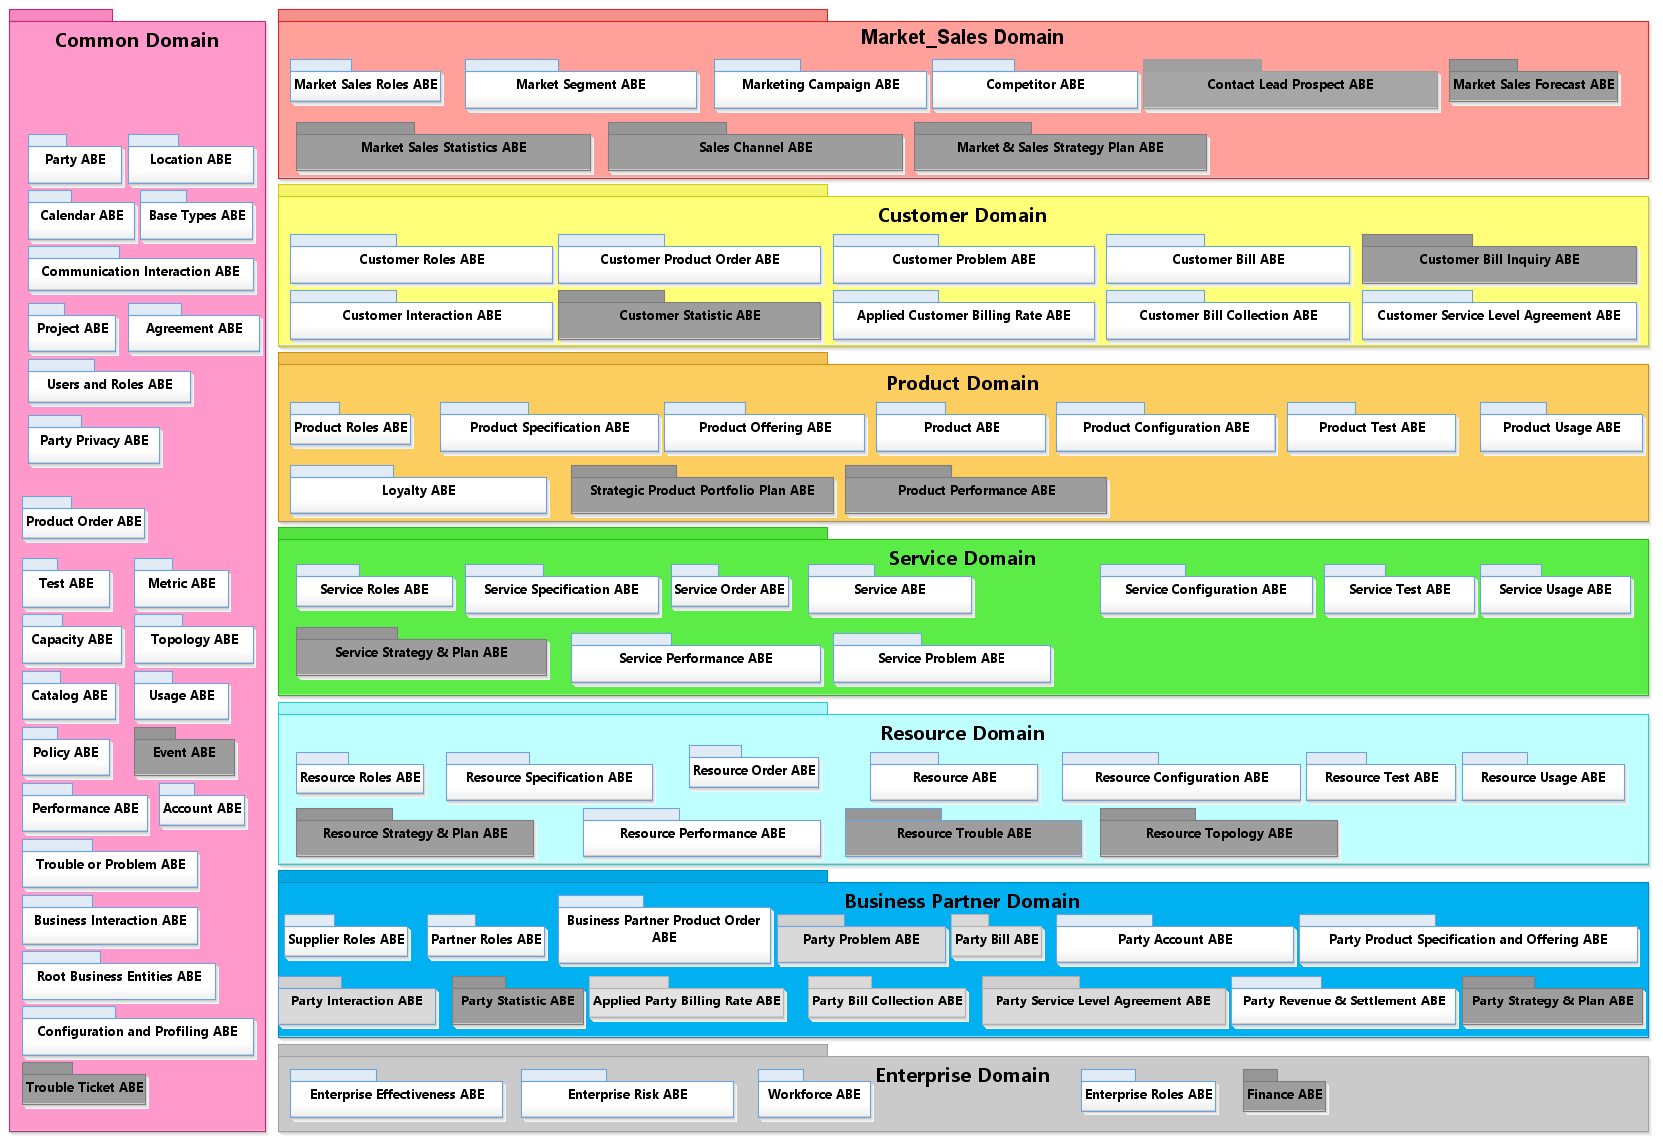 Common Domain
Party ABE
Location ABE
Calendar ABE
Base Types ABE
Communication Interaction ABE
Project ABE
Agreement ABE
Users and Roles ABE
Party Privacy ABE
Product Order ABE
Test ABE
Metric ABE
Capacity ABE
Topology ABE
Catalog ABE
Usage ABE
Policy ABE
Event ABE
Performance ABE
Account ABE
Trouble or Problem ABE
Business Interaction ABE
Root Business Entities ABE
Configuration and Profiling ABE
Trouble Ticket ABE
Market_Sales Domain
Market Sales Roles ABE
Market Segment ABE
Marketing Campaign ABE
Competitor ABE
Contact Lead Prospect ABE
Market Sales Forecast ABE
Market Sales Statistics ABE
Sales Channel ABE
Market & Sales Strategy Plan ABE
Customer Domain
Customer Roles ABE
Customer Product Order ABE
Customer Problem ABE
Customer Bill ABE
Customer Bill Inquiry ABE
Customer Interaction ABE
Customer Statistic ABE
Applied Customer Billing Rate ABE
Customer Bill Collection ABE
Customer Service Level Agreement ABE
Product Domain
Product Roles ABE
Product Specification ABE
Product Offering ABE
Product ABE
Product Configuration ABE
Product Test ABE
Product Usage ABE
Loyalty ABE
Strategic Product Portfolio Plan ABE
Product Performance ABE
Service Domain
Service Roles ABE
Service Specification ABE
Service Order ABE
Service ABE
Service Configuration ABE
Service Test ABE
Service Usage ABE
Service Strategy & Plan ABE
Service Performance ABE
Service Problem ABE
Resource Domain
Resource Roles ABE
Resource Specification ABE
Resource Order ABE
Resource ABE
Resource Configuration ABE
Resource Test ABE
Resource Usage ABE
Resource Strategy & Plan ABE
Resource Performance ABE
Resource Trouble ABE
Resource Topology ABE
Business Partner Domain
Supplier Roles ABE
Partner Roles ABE
Business Partner Product Order
ABE
Party Problem ABE
Party Bill ABE
Party Account ABE
Party Product Specification and Offering ABE
Party Interaction ABE
Party Statistic ABE
Applied Party Billing Rate ABE
Party Bill Collection ABE
Party Service Level Agreement ABE
Party Revenue & Settlement ABE
Party Strategy & Plan ABE
Enterprise Domain
Enterprise Effectiveness ABE
Enterprise Risk ABE
Workforce ABE
Enterprise Roles ABE
Finance ABE